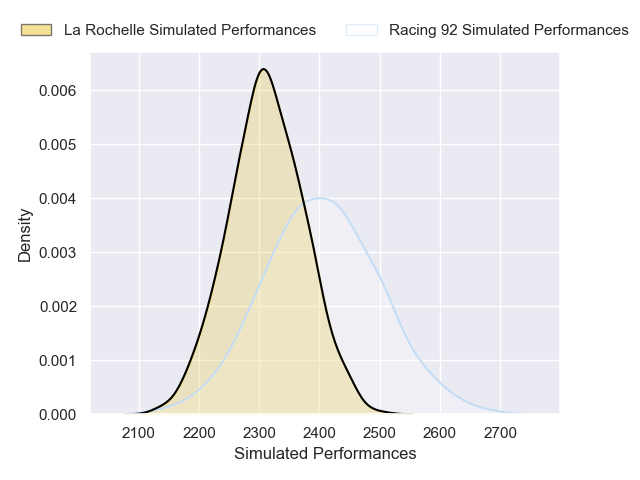 La Rochelle Simulated Performances
Racing 92 Simulated Performances
0.006
0.005
0.004
0.003
0.002
0.001
0.000
Density
2100 2200 2300 2400 2500 2600 2700
Simulated Performances